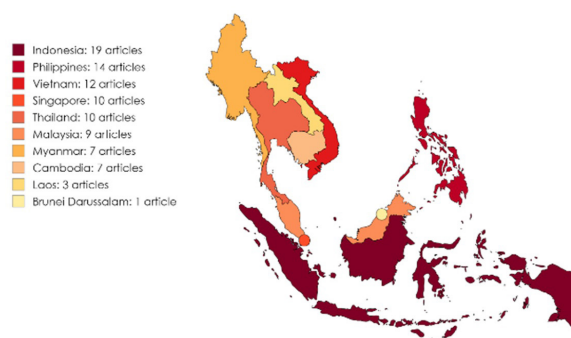 Indonesia: 19 articles
Philippines: 14 articles
Vietnam: 12 articles
Singapore: 10 articles
Thailand: 10 articles
Malaysia: 9 articles
Myanmar: 7 articles
Cambodia: 7 articles
Laos: 3 articles
Brunei Darussalam: 1 article